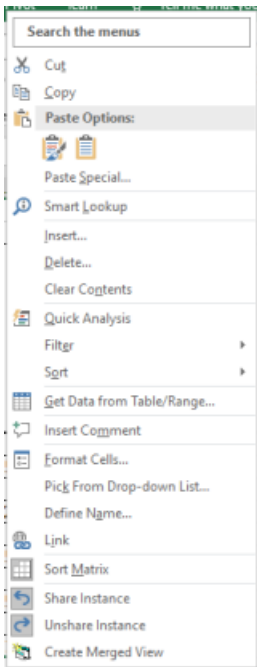 Search the menus
Cut
Copy
Paste Options:
Paste Special...
Smart Lookup
Insert...
Delete...
Clear Contents
Quick Analysis
Filter
Sort
Get Data from Table/Range...
Insert Comment
Format Cells...
Pick From Drop-down List...
Define Name...
Link
Sort Matrix
Share Instance
Unshare Instance
Create Merged View